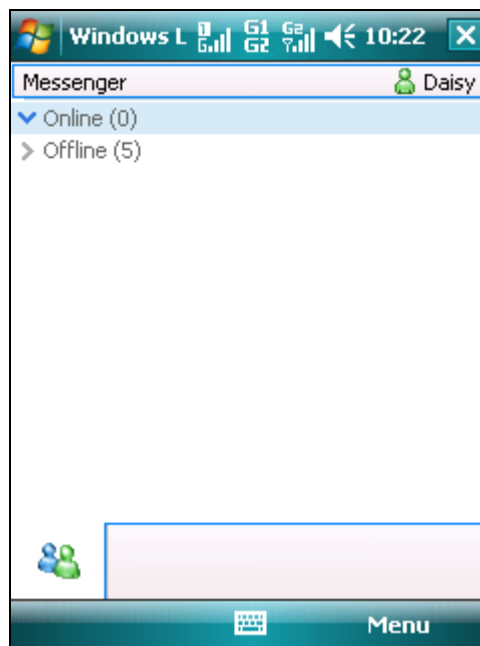 Windows L 10:22
Messenger Daisy
Online (0)
Offline (5)
Menu